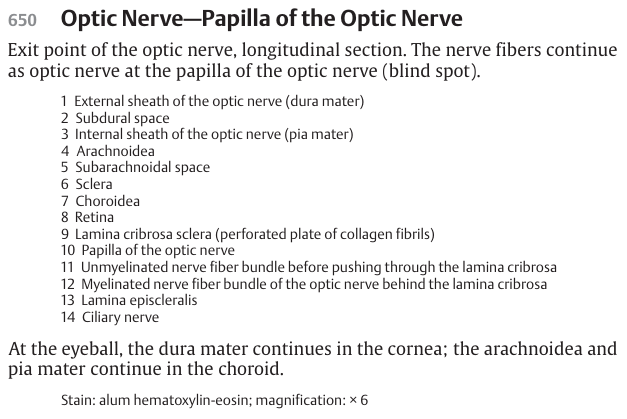 650 Optic Nerve—Papilla of the Optic Nerve
Exit point of the optic nerve, longitudinal section. The nerve fibers continue
as optic nerve at the papilla of the optic nerve (blind spot).
1 External sheath of the optic nerve (dura mater)
2 Subdural space
3 Internal sheath of the optic nerve (pia mater)
4 Arachnoidea
5 Subarachnoidal space
6 Sclera
7 Choroidea
8 Retina
9 Lamina cribrosa sclera (perforated plate of collagen fibrils)
10 Papilla of the optic nerve
11 Unmyelinated nerve fiber bundle before pushing through the lamina cribrosa
12 Myelinated nerve fiber bundle of the optic nerve behind the lamina cribrosa
13 Lamina episcleralis
14 Ciliary nerve
At the eyeball, the dura mater continues in the cornea; the arachnoidea and
pia mater continue in the choroid.
Stain: alum hematoxylin-eosin; magnification: × 6